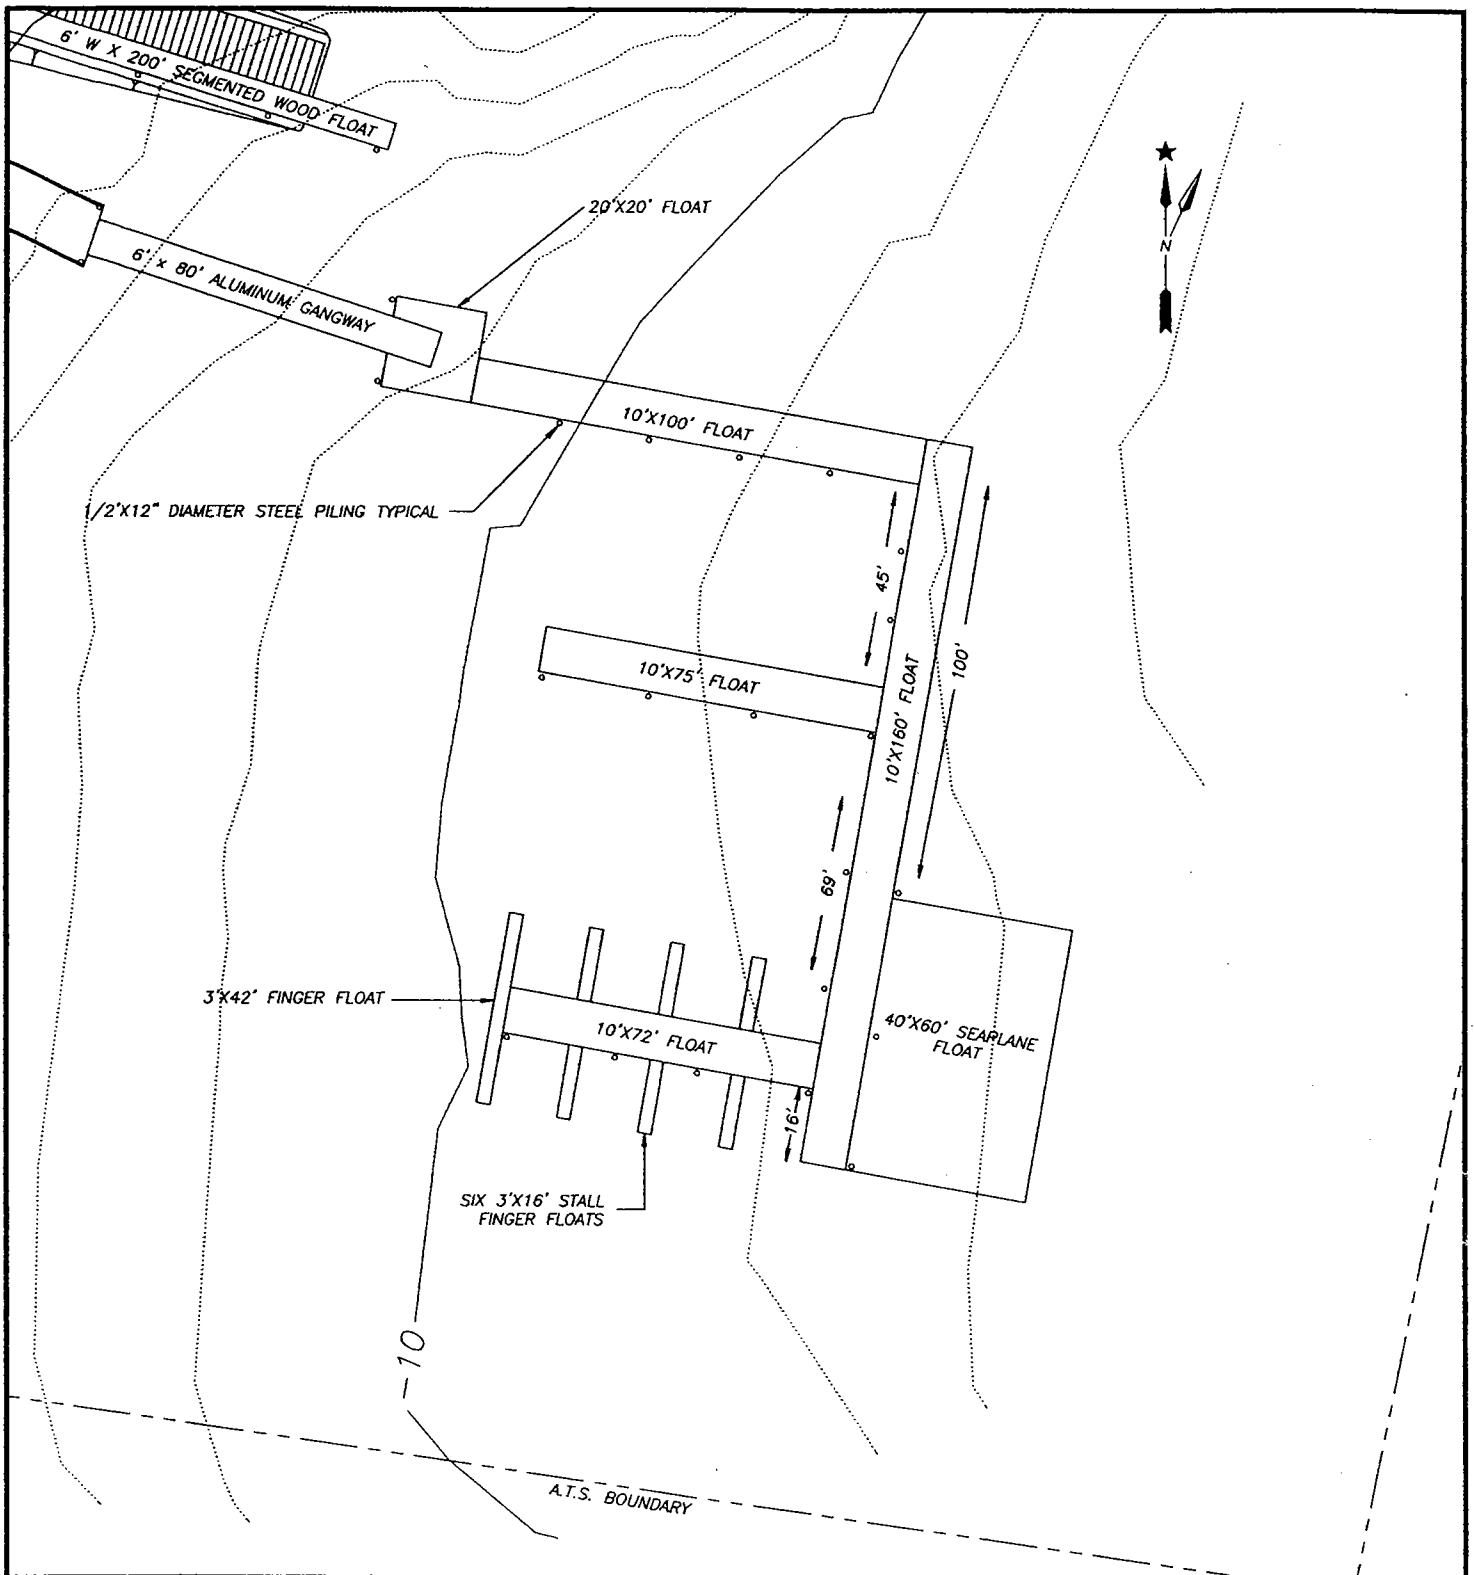 6' W X 200' SEGMENTED WOOD FLOAT
20'X20' FLOAT
N
6' x 80' ALUMINUM GANGWAY
10'X100' FLOAT
1/2"X12" DIAMETER STEEL PILING TYPICAL
45'
100'
10'X75' FLOAT
10'X160' FLOAT
69'
3'X42' FINGER FLOAT
10'X72' FLOAT
40'X60' SEAPLANE
FLOAT
16'
SIX 3'X16' STALL
FINGER FLOATS
-10
A.T.S. BOUNDARY